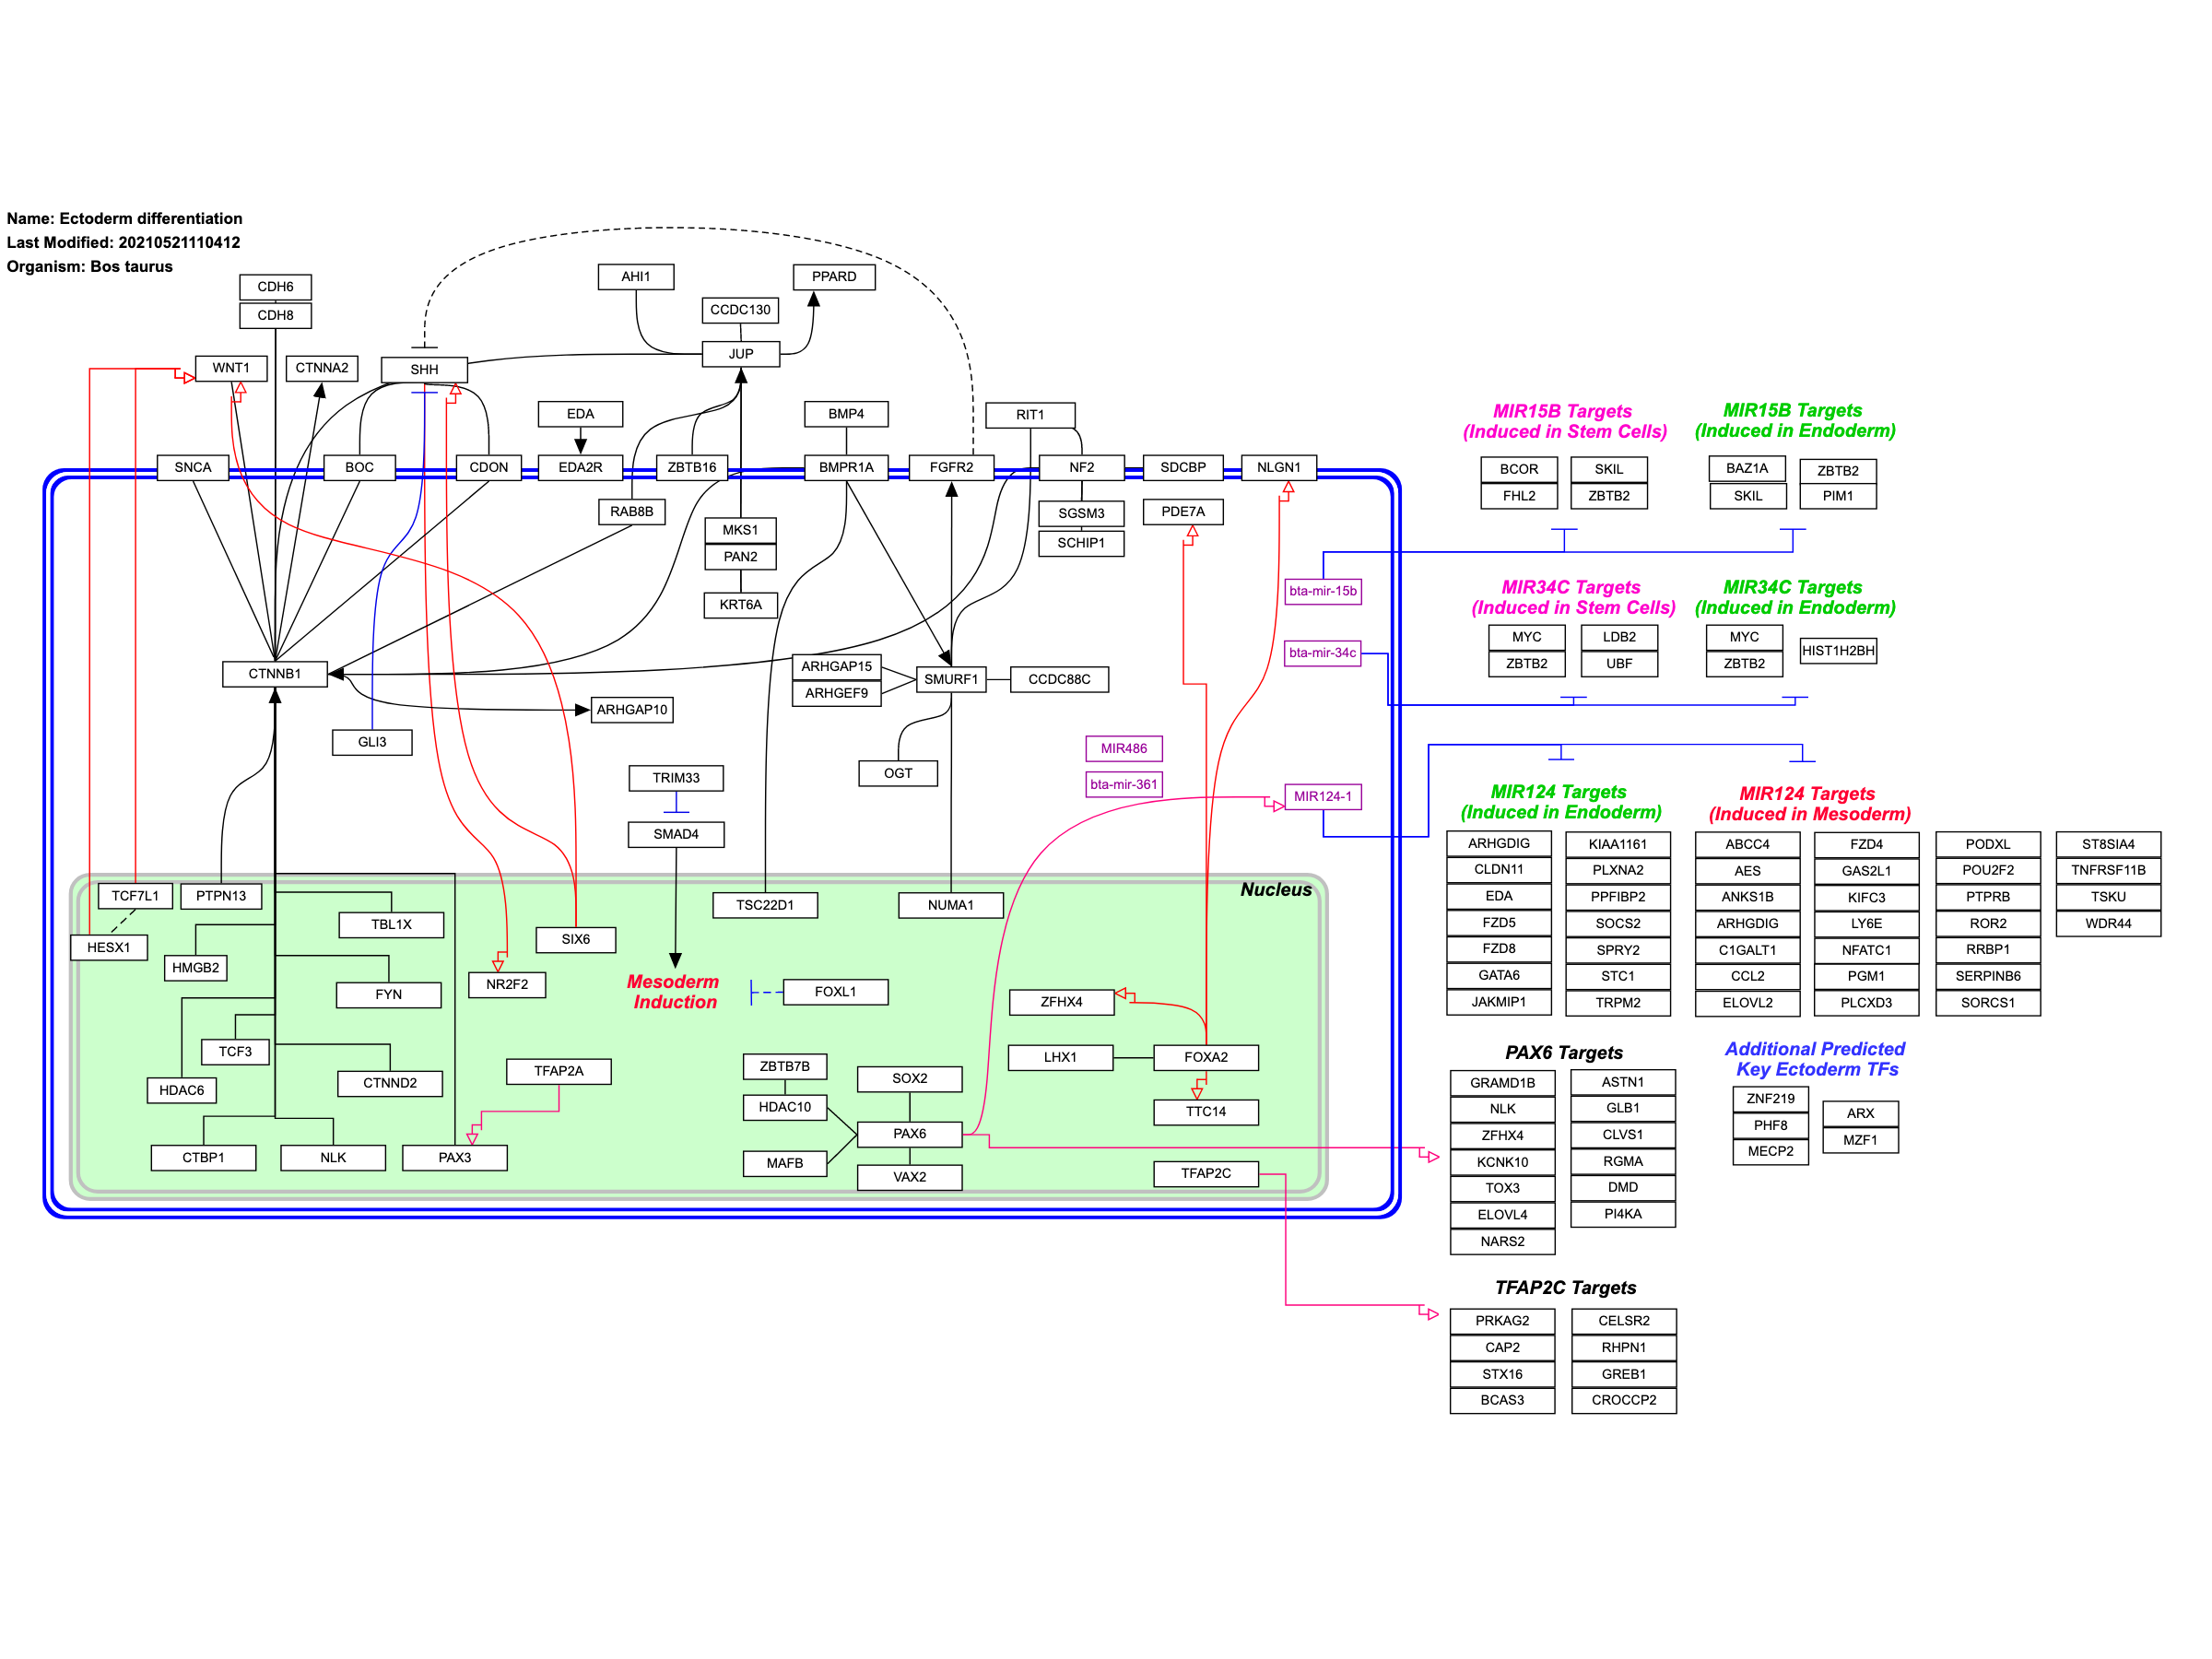 Name: Ectoderm differentiation
Last Modified: 20210521110412
Organism: Bos taurus
CDH6
CDH8
AHI1
PPARD
CCDC130
JUP
WNT1
CTNNA2
SHH
EDA
BMP4
RIT1
SNCA
BOC
CDON
EDA2R
ZBTB16
BMPR1A
FGFR2
NF2
SDCBP
NLGN1
RAB8B
MKS1
PAN2
KRT6A
SGSM3
SCHIP1
PDE7A
bta-mir-15b
bta-mir-34c
CTNNB1
ARHGAP15
ARHGEF9
SMURF1
CCDC88C
ARHGAP10
GLI3
OGT
MIR486
bta-mir-361
MIR124-1
TRIM33
SMAD4
Nucleus
TCF7L1
PTPN13
HESX1
TBL1X
HMGB2
FYN
SIX6
NR2F2
TSC22D1
NUMA1
Mesoderm
Induction
FOXL1
ZFHX4
TCF3
HDAC6
CTNND2
TFAP2A
ZBTB7B
HDAC10
SOX2
LHX1
FOXA2
TTC14
PAX6
MAFB
VAX2
TFAP2C
CTBP1
NLK
PAX3
MIR15B Targets
(Induced in Stem Cells)
BCOR
SKIL
FHL2
ZBTB2
MIR15B Targets
(Induced in Endoderm)
BAZ1A
ZBTB2
SKIL
PIM1
MIR34C Targets
(Induced in Stem Cells)
MYC
LDB2
ZBTB2
UBF
MIR34C Targets
(Induced in Endoderm)
MYC
ZBTB2
HIST1H2BH
MIR124 Targets
(Induced in Endoderm)
ARHGDIG
CLDN11
EDA
FZD5
FZD8
GATA6
JAKMIP1
KIAA1161
PLXNA2
PPFIBP2
SOCS2
SPRY2
STC1
TRPM2
MIR124 Targets
(Induced in Mesoderm)
ABCC4
AES
ANKS1B
ARHGDIG
C1GALT1
CCL2
ELOVL2
FZD4
GAS2L1
KIFC3
LY6E
NFATC1
PGM1
PLCXD3
PODXL
POU2F2
PTPRB
ROR2
RRBP1
SERPINB6
SORCS1
ST8SIA4
TNFRSF11B
TSKU
WDR44
PAX6 Targets
GRAMD1B
NLK
ZFHX4
KCNK10
TOX3
ELOVL4
NARS2
ASTN1
GLB1
CLVS1
RGMA
DMD
PI4KA
Additional Predicted
Key Ectoderm TFs
ZNF219
PHF8
MECP2
ARX
MZF1
TFAP2C Targets
PRKAG2
CAP2
STX16
BCAS3
CELSR2
RHPN1
GREB1
CROCCP2